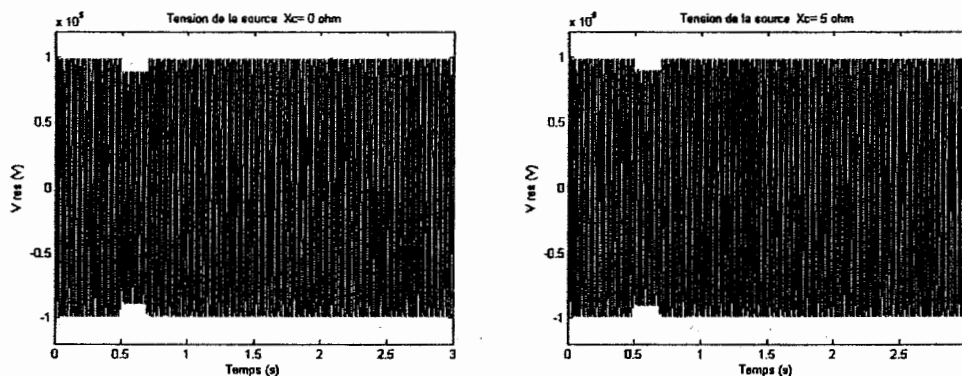 Tension de la source Xc= 0 ohm
x 10^5
1
0.5
0
-0.5
-1
V res (V)
0 0.5 1 1.5 2 2.5 3
Temps (s)
Tension de la source Xc= 5 ohm
1
0.5
0
-0.5
-1
V res (V)
0 0.5 1 1.5 2 2.5
Temps (s)